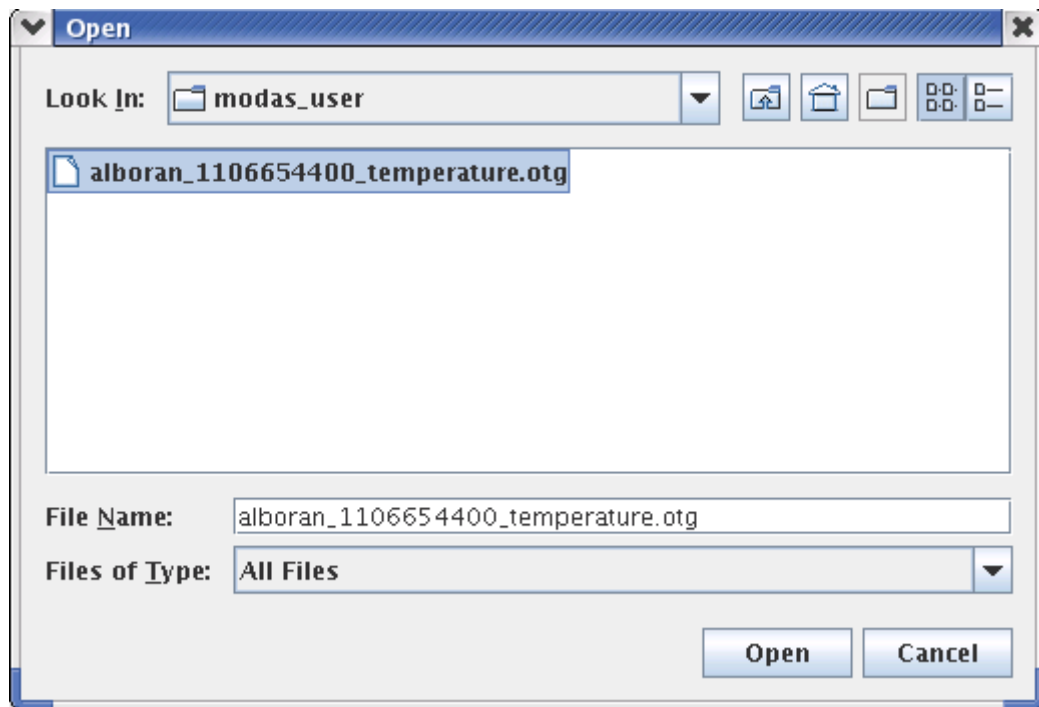 Open
Look In: modas_user
alboran_1106654400_temperature.otg
File Name: alboran_1106654400_temperature.otg
Files of Type: All Files
Open Cancel